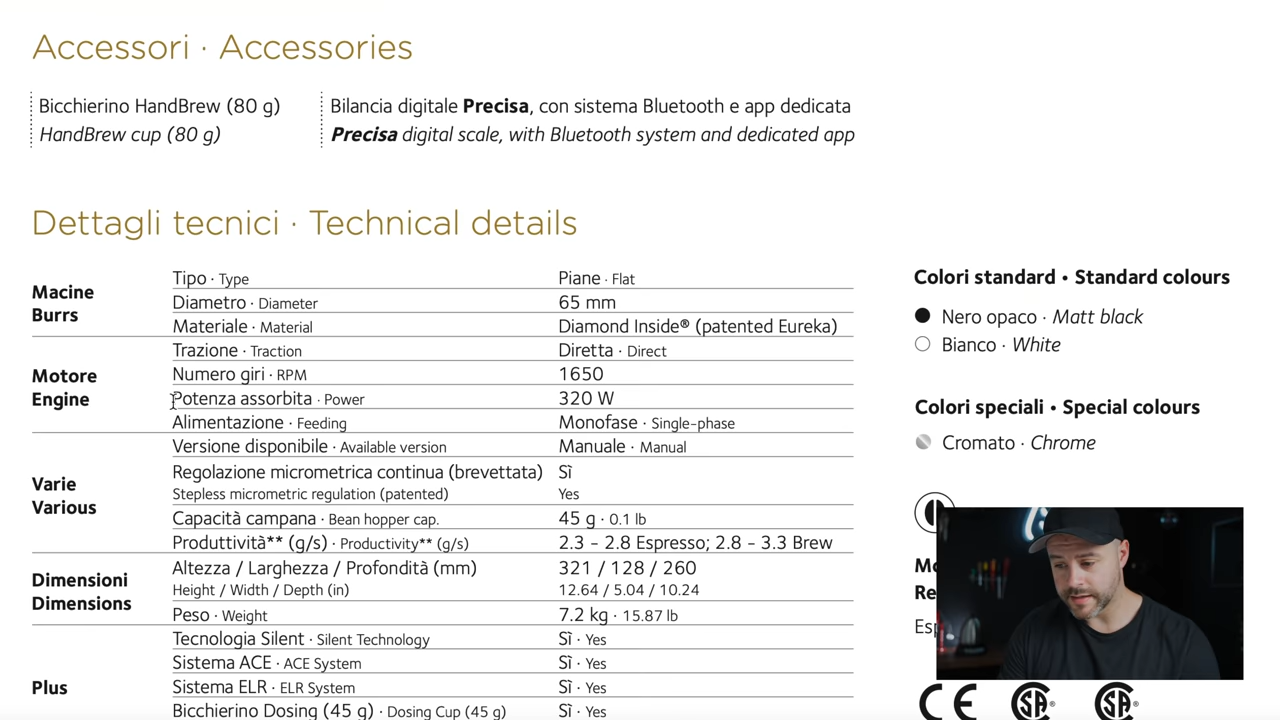 Accessori · Accessories
Bicchierino HandBrew (80 g)
HandBrew cup (80 g)
Bilancia digitale Precisa, con sistema Bluetooth e app dedicata
Precisa digital scale, with Bluetooth system and dedicated app
Dettagli tecnici · Technical details
Macine
Burrs
Tipo · Type Piane · Flat
Diametro · Diameter 65 mm
Materiale · Material Diamond Inside® (patented Eureka)
Motore
Engine
Trazione · Traction Diretta · Direct
Numero giri · RPM 1650
Potenza assorbita · Power 320 W
Alimentazione · Feeding Monofase · Single-phase
Varie
Various
Versione disponibile · Available version Manuale · Manual
Regolazione micrometrica continua (brevettata) Sì
Stepless micrometric regulation (patented) Yes
Capacità campana · Bean hopper cap. 45 g · 0.1 lb
Produttività** (g/s) · Productivity** (g/s) 2.3 - 2.8 Espresso; 2.8 - 3.3 Brew
Dimensioni
Dimensions
Altezza / Larghezza / Profondità (mm) 321 / 128 / 260
Height / Width / Depth (in) 12.64 / 5.04 / 10.24
Peso · Weight 7.2 kg · 15.87 lb
Plus
Tecnologia Silent · Silent Technology Sì · Yes
Sistema ACE · ACE System Sì · Yes
Sistema ELR · ELR System Sì · Yes
Bicchierino Dosing (45 g) · Dosing Cup (45 g) Sì · Yes
Colori standard • Standard colours
Nero opaco · Matt black
Bianco · White
Colori speciali • Special colours
Cromato · Chrome
CE